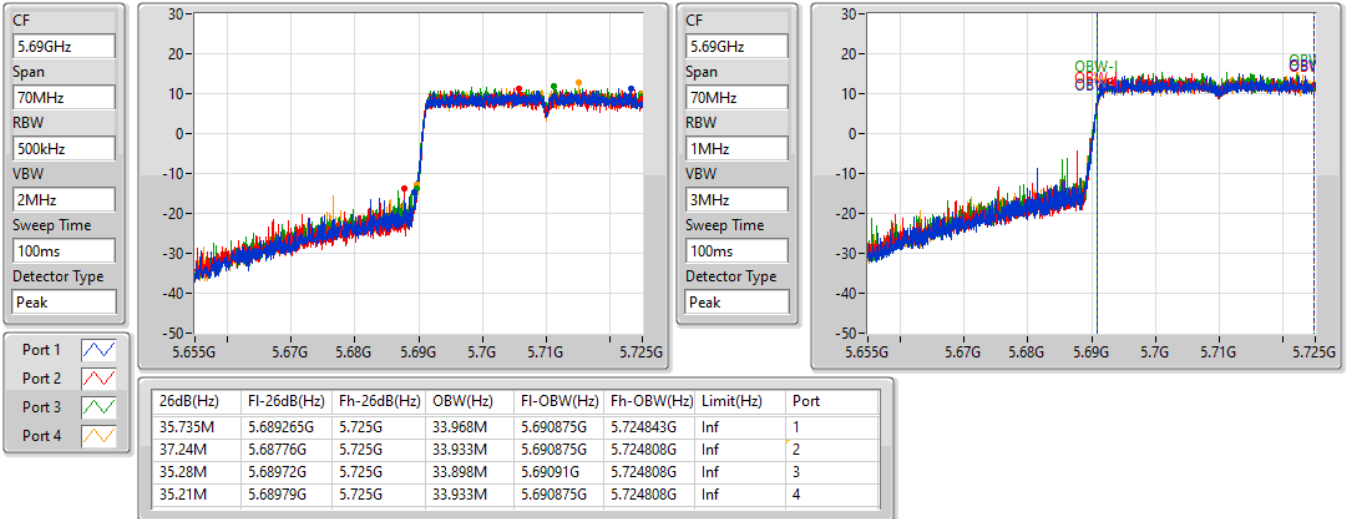 CF
5.69GHz
Span
70MHz
RBW
500kHz
VBW
2MHz
Sweep Time
100ms
Detector Type
Peak
30
20
10
0
-10
-20
-30
-40
-50
5.655G 5.67G 5.68G 5.69G 5.7G 5.71G 5.725G
CF
5.69GHz
Span
70MHz
RBW
1MHz
VBW
3MHz
Sweep Time
100ms
Detector Type
Peak
30
20
10
0
-10
-20
-30
-40
-50
OBW-l
5.655G 5.67G 5.68G 5.69G 5.7G 5.71G 5.725G
Port 1
Port 2
Port 3
Port 4
26dB(Hz) Fl-26dB(Hz) Fh-26dB(Hz) OBW(Hz) Fl-OBW(Hz) Fh-OBW(Hz) Limit(Hz) Port
35.735M 5.689265G 5.725G 33.968M 5.690875G 5.724843G Inf 1
37.24M 5.68776G 5.725G 33.933M 5.690875G 5.724808G Inf 2
35.28M 5.68972G 5.725G 33.898M 5.69091G 5.724808G Inf 3
35.21M 5.68979G 5.725G 33.933M 5.690875G 5.724808G Inf 4